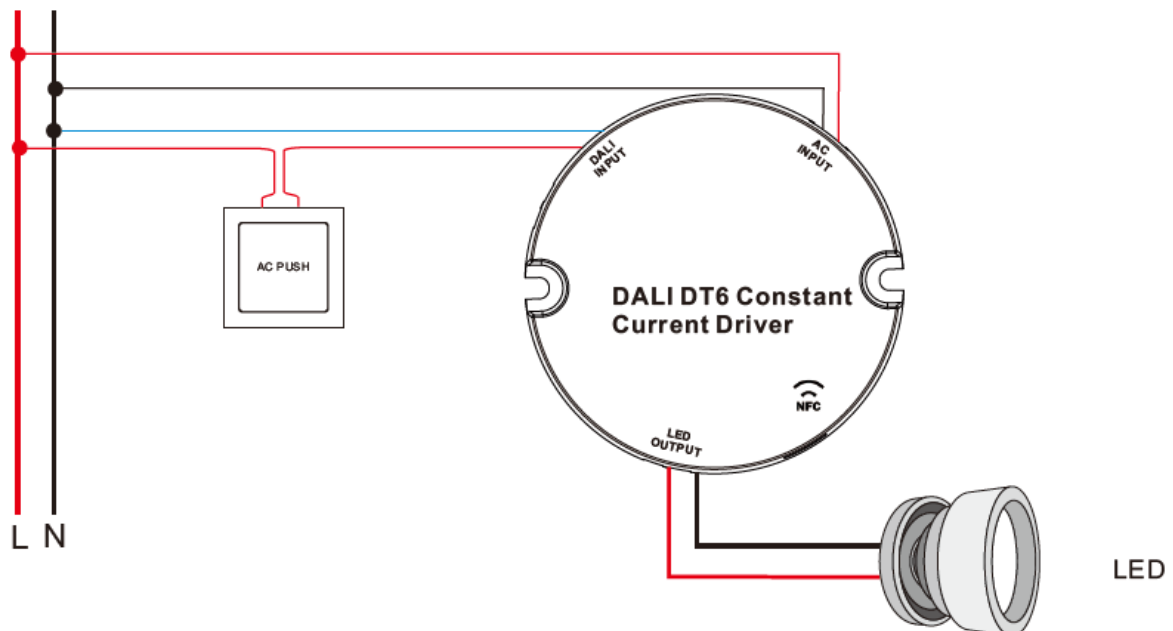 DALI
INPUT
AC
INPUT
AC PUSH
DALI DT6 Constant
Current Driver
NFC
LED
OUTPUT
L N
LED